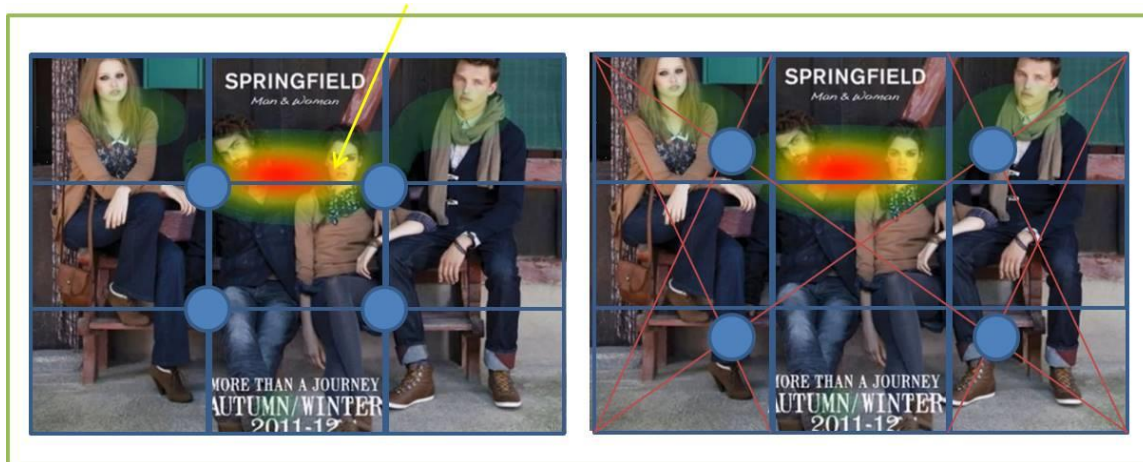 SPRINGFIELD
Man & Woman
MORE THAN A JOURNEY
AUTUMN/WINTER
2011-12
SPRINGFIELD
Man & Woman
MORE THAN A JOURNEY
AUTUMN/WINTER
2011-12